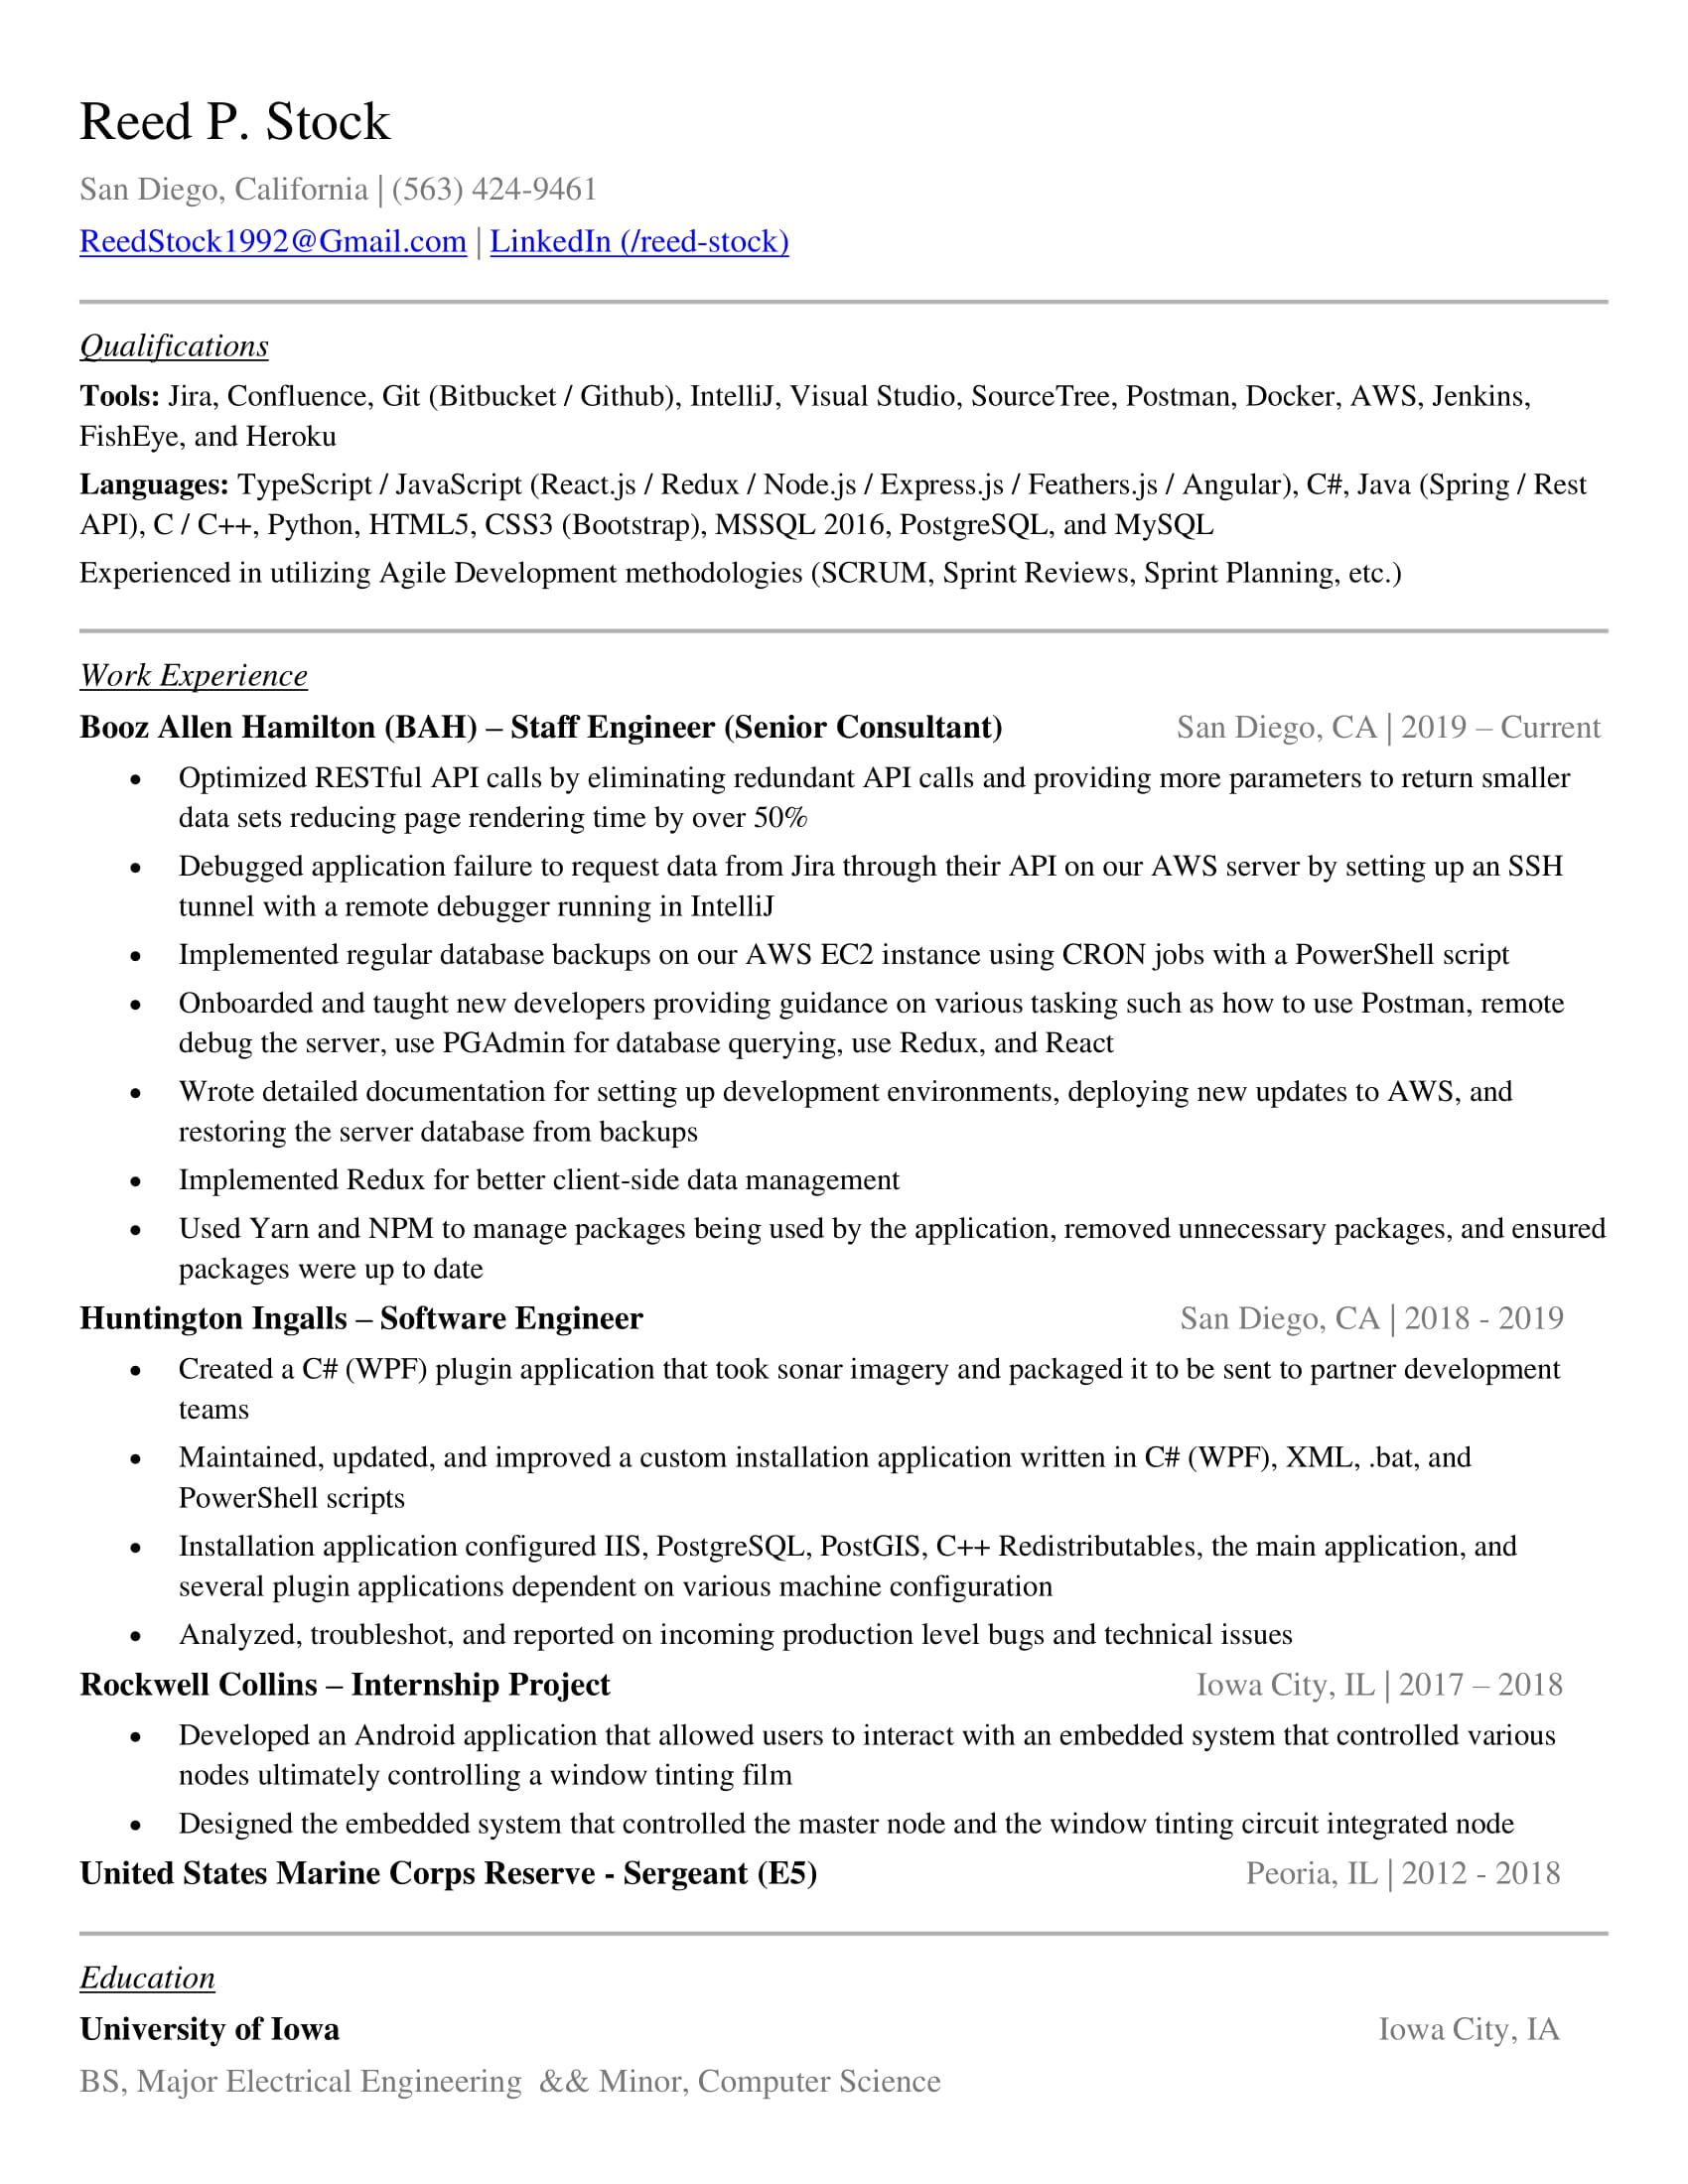 Reed P. Stock
San Diego, California | (563) 424-9461
ReedStock1992@Gmail.com | LinkedIn (/reed-stock)
Qualifications
Tools: Jira, Confluence, Git (Bitbucket / Github), IntelliJ, Visual Studio, SourceTree, Postman, Docker, AWS, Jenkins,
FishEye, and Heroku
Languages: TypeScript / JavaScript (React.js / Redux / Node.js / Express.js / Feathers.js / Angular), C#, Java (Spring / Rest
API), C / C++, Python, HTML5, CSS3 (Bootstrap), MSSQL 2016, PostgreSQL, and MySQL
Experienced in utilizing Agile Development methodologies (SCRUM, Sprint Reviews, Sprint Planning, etc.)
Work Experience
Booz Allen Hamilton (BAH) – Staff Engineer (Senior Consultant) San Diego, CA | 2019 – Current
• Optimized RESTful API calls by eliminating redundant API calls and providing more parameters to return smaller
data sets reducing page rendering time by over 50%
• Debugged application failure to request data from Jira through their API on our AWS server by setting up an SSH
tunnel with a remote debugger running in IntelliJ
• Implemented regular database backups on our AWS EC2 instance using CRON jobs with a PowerShell script
• Onboarded and taught new developers providing guidance on various tasking such as how to use Postman, remote
debug the server, use PGAdmin for database querying, use Redux, and React
• Wrote detailed documentation for setting up development environments, deploying new updates to AWS, and
restoring the server database from backups
• Implemented Redux for better client-side data management
• Used Yarn and NPM to manage packages being used by the application, removed unnecessary packages, and ensured
packages were up to date
Huntington Ingalls – Software Engineer San Diego, CA | 2018 - 2019
• Created a C# (WPF) plugin application that took sonar imagery and packaged it to be sent to partner development
teams
• Maintained, updated, and improved a custom installation application written in C# (WPF), XML, .bat, and
PowerShell scripts
• Installation application configured IIS, PostgreSQL, PostGIS, C++ Redistributables, the main application, and
several plugin applications dependent on various machine configuration
• Analyzed, troubleshot, and reported on incoming production level bugs and technical issues
Rockwell Collins – Internship Project Iowa City, IL | 2017 – 2018
• Developed an Android application that allowed users to interact with an embedded system that controlled various
nodes ultimately controlling a window tinting film
• Designed the embedded system that controlled the master node and the window tinting circuit integrated node
United States Marine Corps Reserve - Sergeant (E5) Peoria, IL | 2012 - 2018
Education
University of Iowa Iowa City, IA
BS, Major Electrical Engineering && Minor, Computer Science